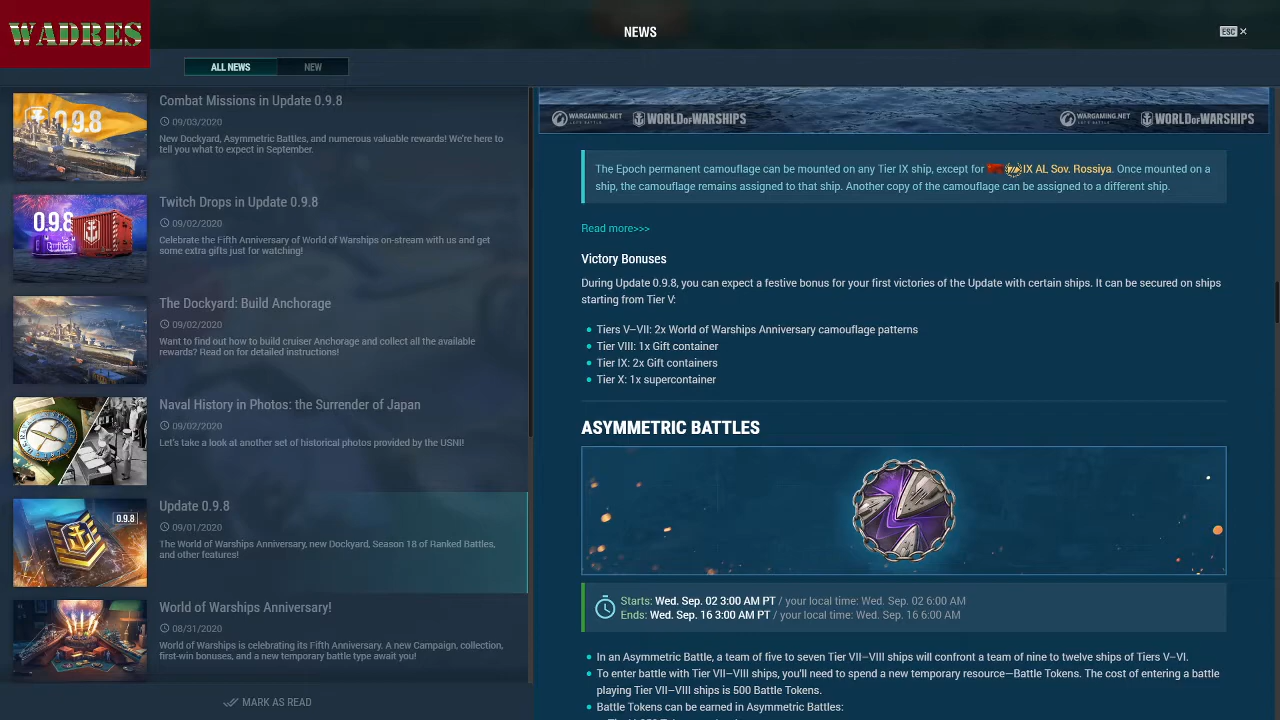 WADRES
NEWS
ESC
ALL NEWS
NEW
0.9.8
Combat Missions in Update 0.9.8
09/03/2020
New Dockyard, Asymmetric Battles, and numerous valuable rewards! We're here to
tell you what to expect in September.
0.9.8
twitch
Twitch Drops in Update 0.9.8
09/02/2020
Celebrate the Fifth Anniversary of World of Warships on-stream with us and get
some extra gifts just for watching!
The Dockyard: Build Anchorage
09/02/2020
Want to find out how to build cruiser Anchorage and collect all the available
rewards? Read on for detailed instructions!
Naval History in Photos: the Surrender of Japan
09/02/2020
Let's take a look at another set of historical photos provided by the USNI!
0.9.8
Update 0.9.8
09/01/2020
The World of Warships Anniversary, new Dockyard, Season 18 of Ranked Battles,
and other features!
World of Warships Anniversary!
08/31/2020
World of Warships is celebrating its Fifth Anniversary. A new Campaign, collection,
first-win bonuses, and a new temporary battle type await you!
MARK AS READ
WARGAMING.NET
LET'S BATTLE
WORLD OF WARSHIPS
WARGAMING.NET
LET'S BATTLE
WORLD OF WARSHIPS
The Epoch permanent camouflage can be mounted on any Tier IX ship, except for IX AL Sov. Rossiya. Once mounted on a
ship, the camouflage remains assigned to that ship. Another copy of the camouflage can be assigned to a different ship.
Read more>>>
Victory Bonuses
During Update 0.9.8, you can expect a festive bonus for your first victories of the Update with certain ships. It can be secured on ships
starting from Tier V:
Tiers V–VII: 2x World of Warships Anniversary camouflage patterns
Tier VIII: 1x Gift container
Tier IX: 2x Gift containers
Tier X: 1x supercontainer
ASYMMETRIC BATTLES
Starts: Wed. Sep. 02 3:00 AM PT / your local time: Wed. Sep. 02 6:00 AM
Ends: Wed. Sep. 16 3:00 AM PT / your local time: Wed. Sep. 16 6:00 AM
In an Asymmetric Battle, a team of five to seven Tier VII–VIII ships will confront a team of nine to twelve ships of Tiers V–VI.
To enter battle with Tier VII–VIII ships, you'll need to spend a new temporary resource—Battle Tokens. The cost of entering a battle
playing Tier VII–VIII ships is 500 Battle Tokens.
Battle Tokens can be earned in Asymmetric Battles: